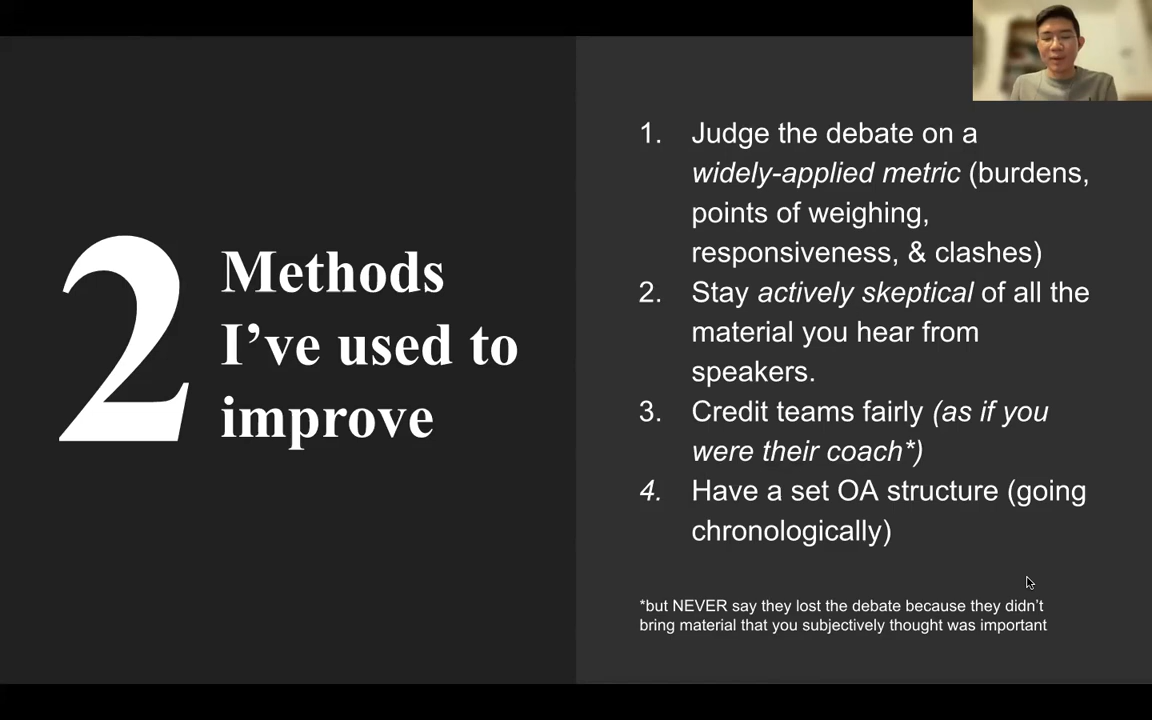 2
Methods
I’ve used to
improve
1. Judge the debate on a
widely-applied metric (burdens,
points of weighing,
responsiveness, & clashes)
2. Stay actively skeptical of all the
material you hear from
speakers.
3. Credit teams fairly (as if you
were their coach*)
4. Have a set OA structure (going
chronologically)
*but NEVER say they lost the debate because they didn’t
bring material that you subjectively thought was important